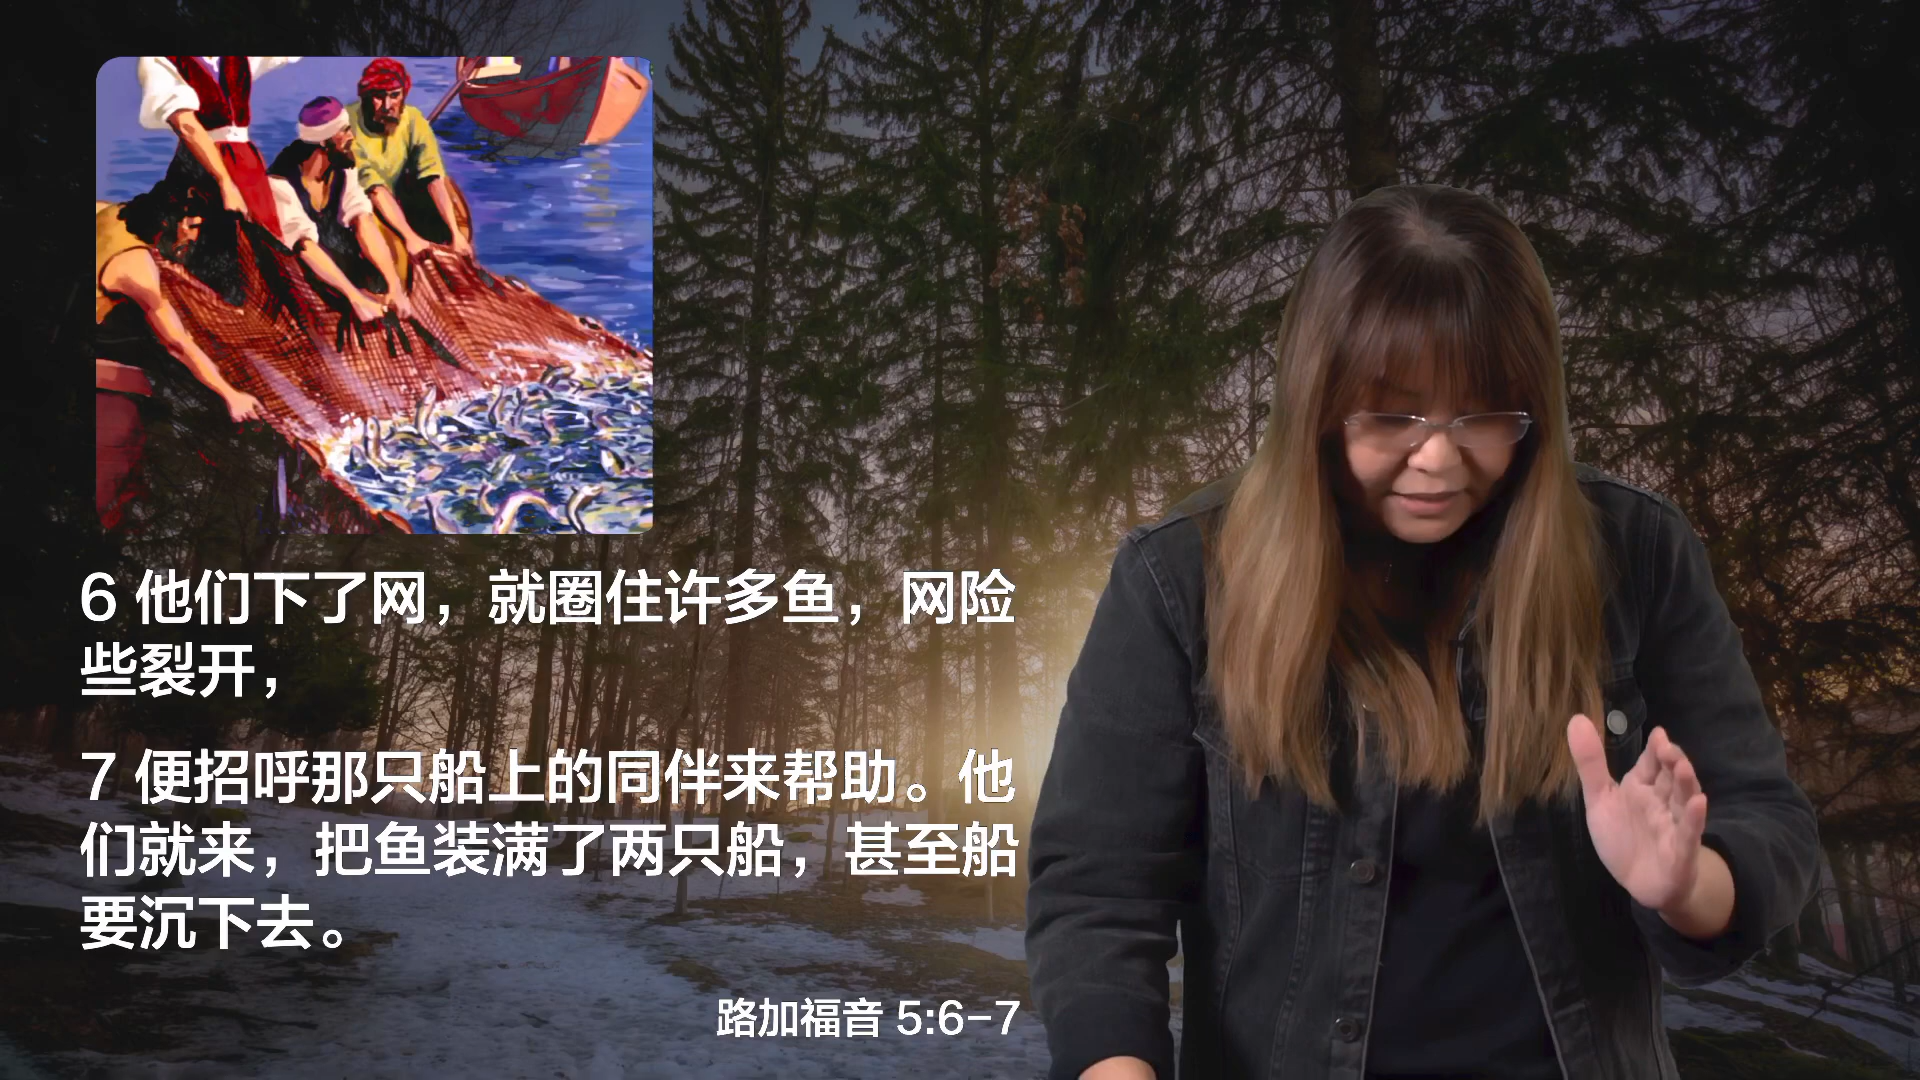 6 他们下了网，就圈住许多鱼，网险
些裂开，
7 便招呼那只船上的同伴来帮助。他
们就来，把鱼装满了两只船，甚至船
要沉下去。
路加福音 5:6-7